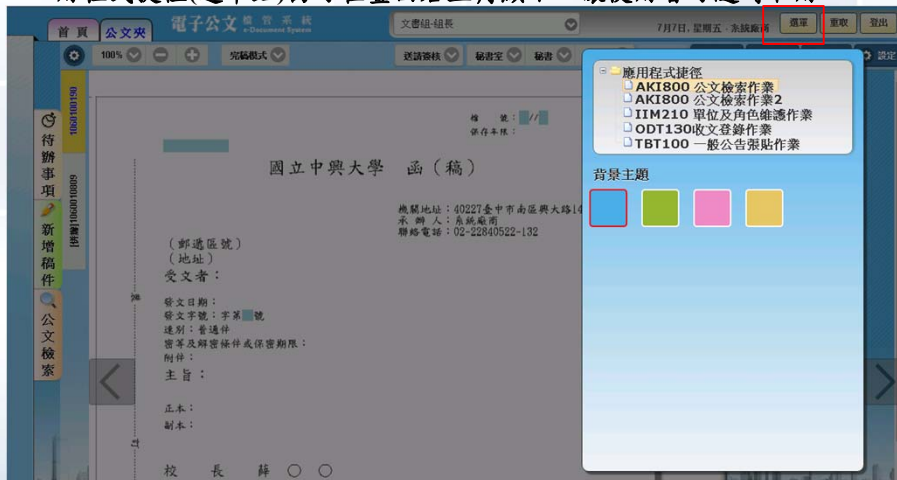 首 頁
公文夾
電子公文 檔 管 系 統
e-Document System
文書組-組長
7月7日, 星期五 - 系統廠商
選單
重取
登出
100%
完稿模式
送請簽核
秘書室
秘書
設定
應用程式捷徑
AKI800 公文檢索作業
AKI800 公文檢索作業2
IIM210 單位及角色維護作業
ODT130收文登錄作業
TBT100 一般公告張貼作業
背景主題
待辦事項
新增稿件
公文檢索
1069100190
檔 號：//
保存年限：
國立中興大學 函（稿）
機關地址：40227臺中市南區興大路14
承 辦 人：系統廠商
聯絡電話：02-22840522-132
（郵遞區號）
（地址）
受文者：
發文日期：
發文字號：字第 號
速別：普通件
密等及解密條件或保密期限：
附件：
主旨：
正本：
副本：
裝
訂
校 長 薛 ○ ○